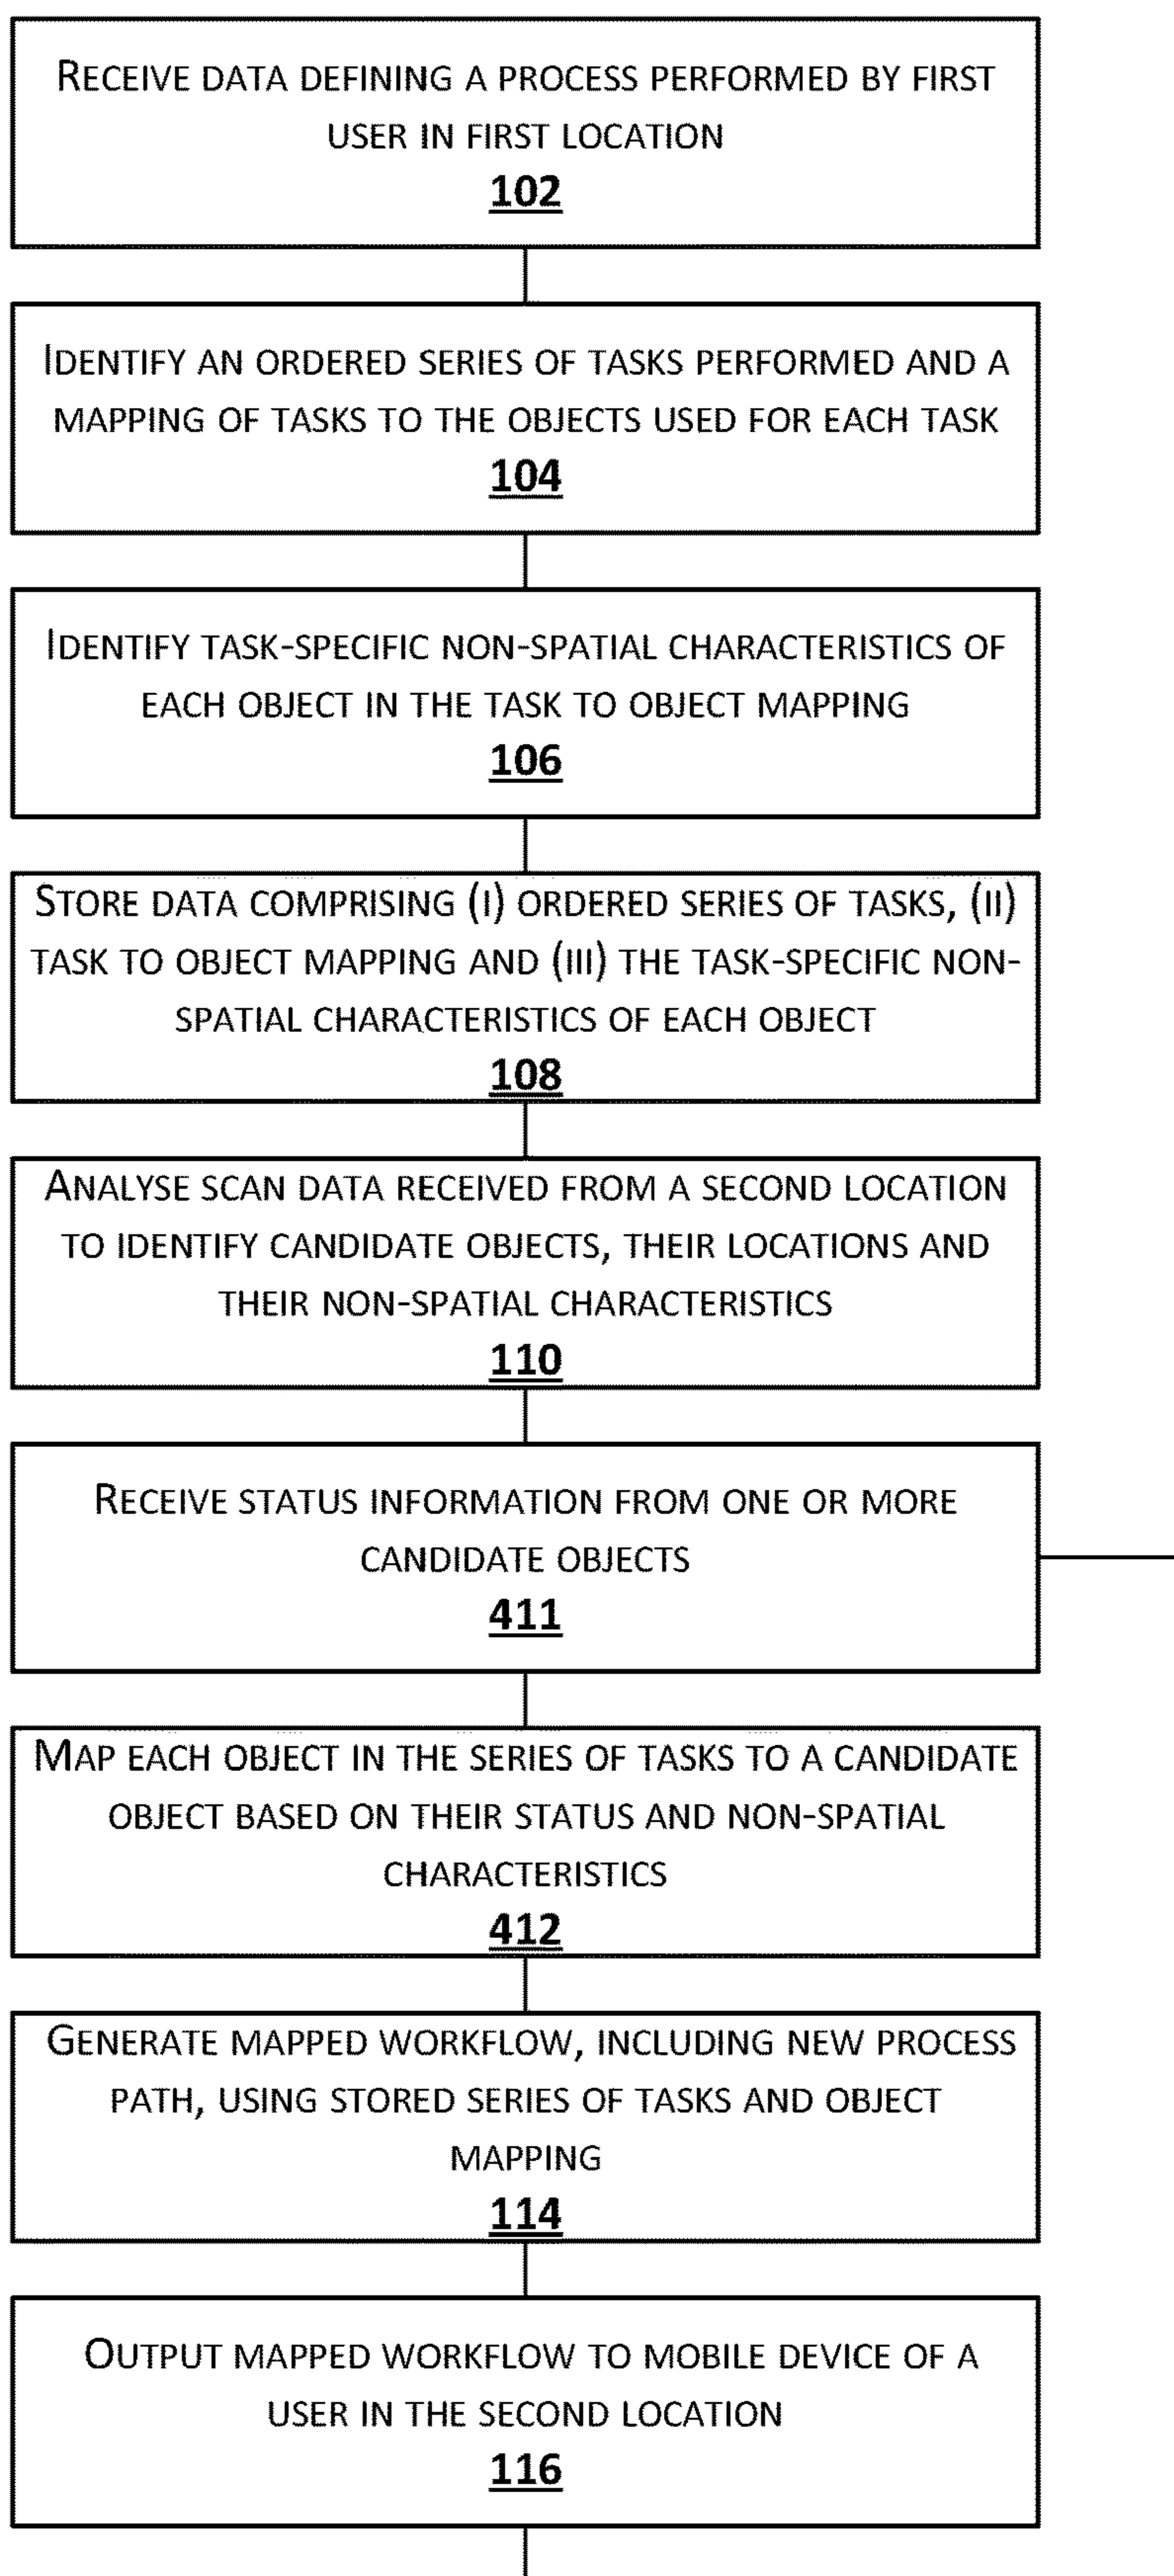 RECEIVE DATA DEFINING A PROCESS PERFORMED BY FIRST
USER IN FIRST LOCATION
102
IDENTIFY AN ORDERED SERIES OF TASKS PERFORMED AND A
MAPPING OF TASKS TO THE OBJECTS USED FOR EACH TASK
104
IDENTIFY TASK-SPECIFIC NON-SPATIAL CHARACTERISTICS OF
EACH OBJECT IN THE TASK TO OBJECT MAPPING
106
STORE DATA COMPRISING (I) ORDERED SERIES OF TASKS, (II)
TASK TO OBJECT MAPPING AND (III) THE TASK-SPECIFIC NON-
SPATIAL CHARACTERISTICS OF EACH OBJECT
108
ANALYSE SCAN DATA RECEIVED FROM A SECOND LOCATION
TO IDENTIFY CANDIDATE OBJECTS, THEIR LOCATIONS AND
THEIR NON-SPATIAL CHARACTERISTICS
110
RECEIVE STATUS INFORMATION FROM ONE OR MORE
CANDIDATE OBJECTS
411
MAP EACH OBJECT IN THE SERIES OF TASKS TO A CANDIDATE
OBJECT BASED ON THEIR STATUS AND NON-SPATIAL
CHARACTERISTICS
412
GENERATE MAPPED WORKFLOW, INCLUDING NEW PROCESS
PATH, USING STORED SERIES OF TASKS AND OBJECT
MAPPING
114
OUTPUT MAPPED WORKFLOW TO MOBILE DEVICE OF A
USER IN THE SECOND LOCATION
116